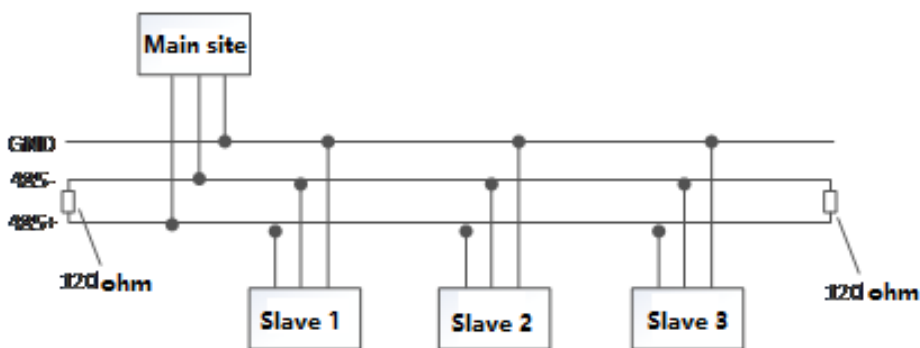 Main site
GND
485-
485+
120 ohm
120 ohm
Slave 1
Slave 2
Slave 3